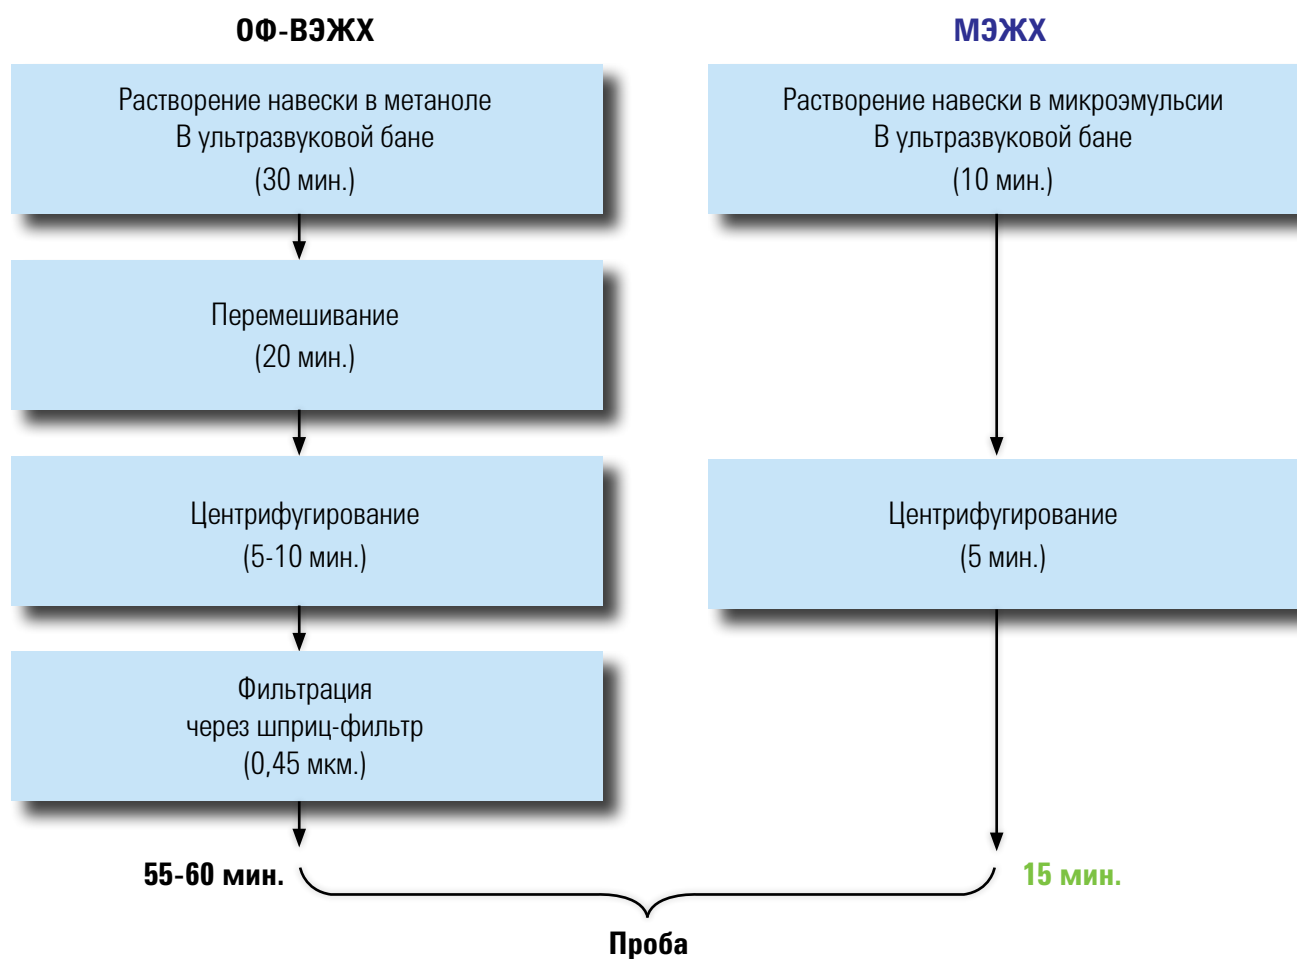 ОФ-ВЭЖХ
Растворение навески в метаноле
В ультразвуковой бане
(30 мин.)
Перемешивание
(20 мин.)
Центрифугирование
(5-10 мин.)
Фильтрация
через шприц-фильтр
(0,45 мкм.)
55-60 мин.
МЭЖХ
Растворение навески в микроэмульсии
В ультразвуковой бане
(10 мин.)
Центрифугирование
(5 мин.)
15 мин.
Проба